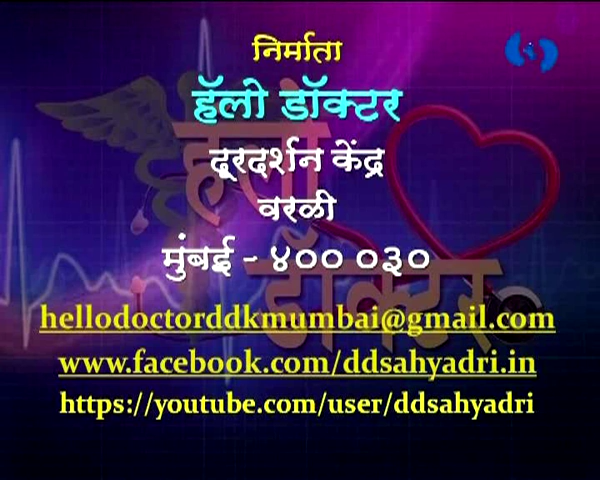 निर्माता
हॅलो डॉक्टर
दूरदर्शन केंद्र
वरळी
मुंबई - ४०० ०३०
hellodoctorddkmumbai@gmail.com
www.facebook.com/ddsahyadri.in
https://youtube.com/user/ddsahyadri
हॅलो
डॉक्टर